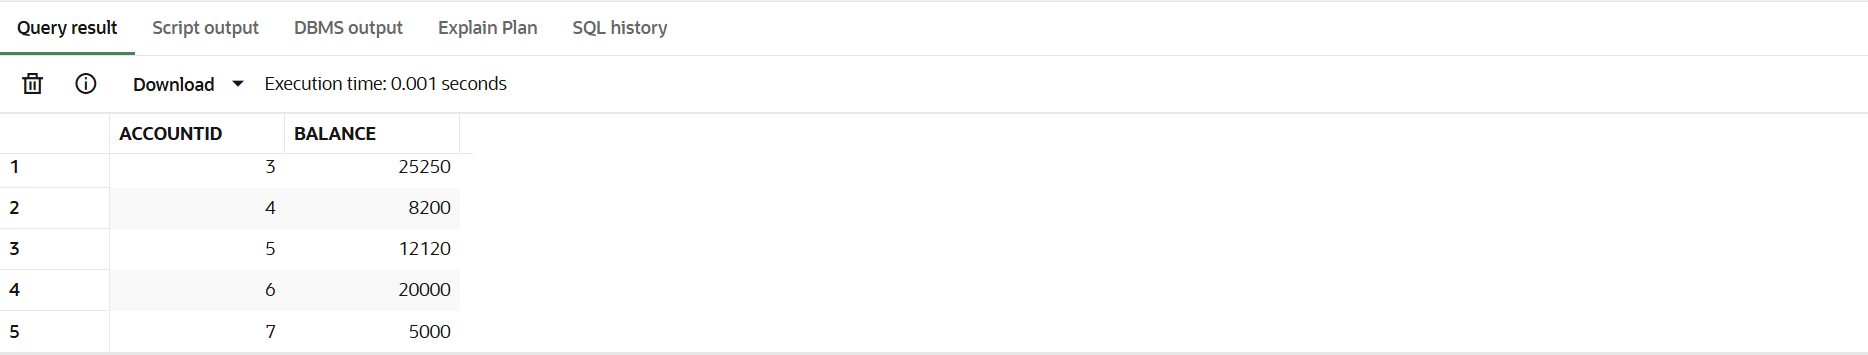 Query result Script output DBMS output Explain Plan SQL history
Download Execution time: 0.001 seconds
ACCOUNTID BALANCE
1 3 25250
2 4 8200
3 5 12120
4 6 20000
5 7 5000